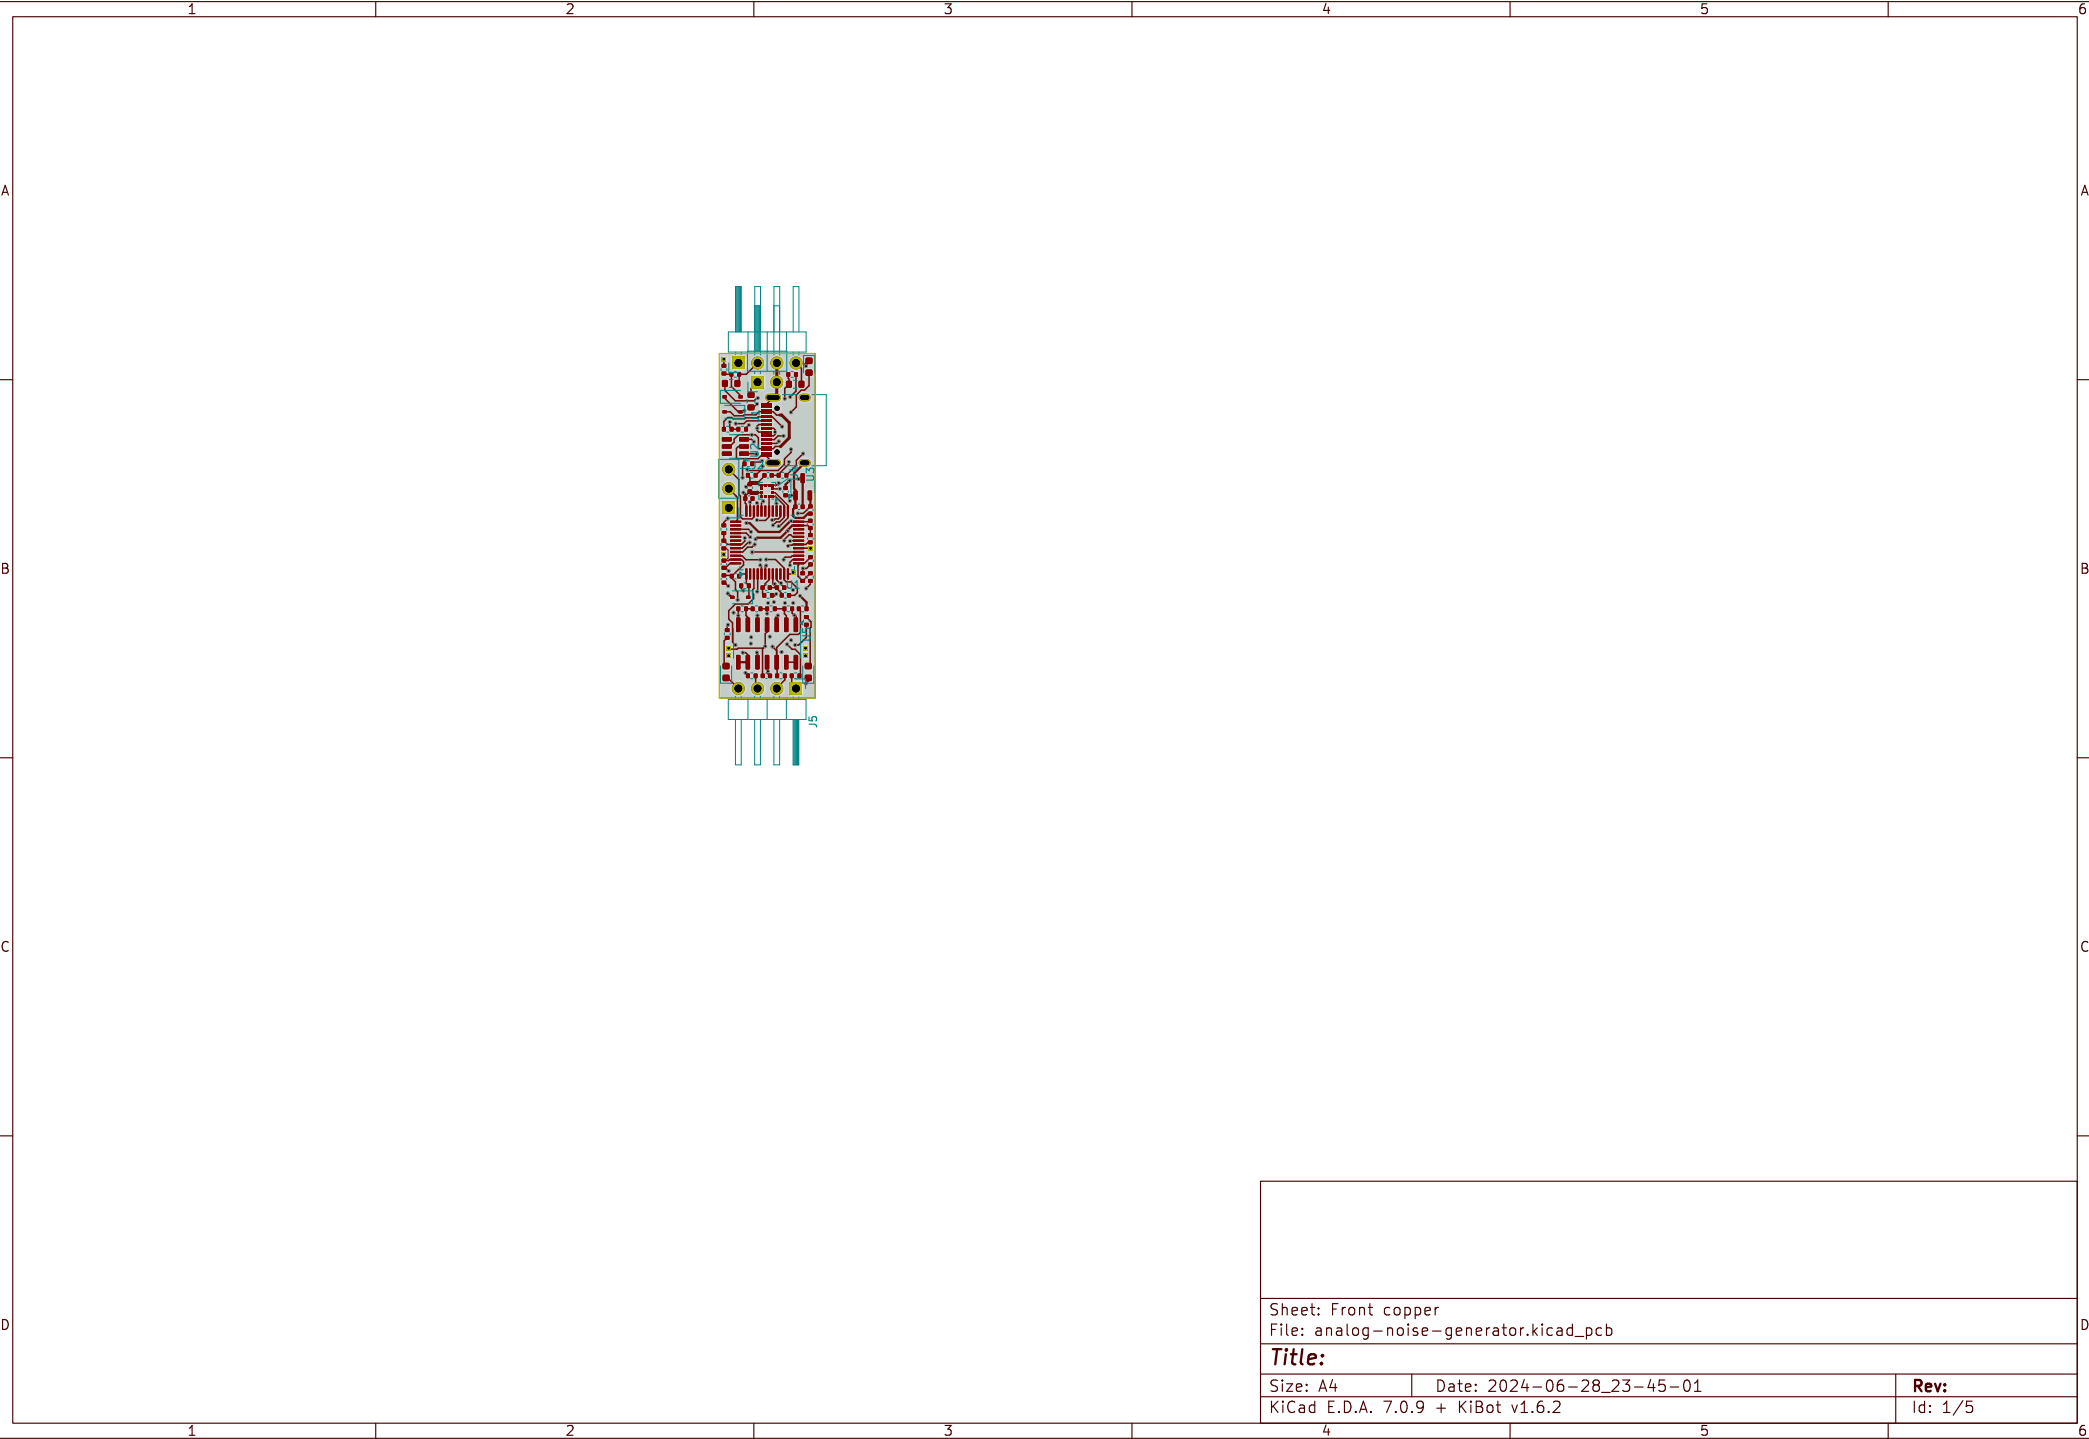 1 2 3 4 5 6
A A
U3
B B
J5
C C
D D
Sheet: Front copper
File: analog-noise-generator.kicad_pcb
Title:
Size: A4 Date: 2024-06-28_23-45-01 Rev:
KiCad E.D.A. 7.0.9 + KiBot v1.6.2 Id: 1/5
1 2 3 4 5 6